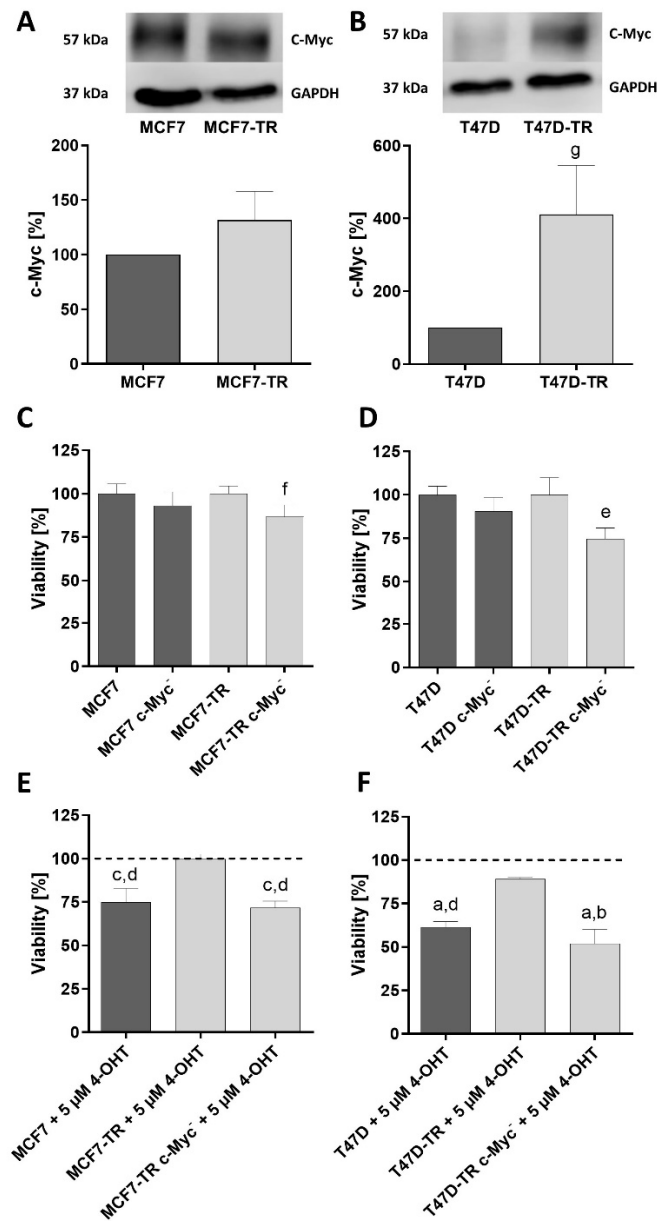 A
57 kDa
C-Myc
37 kDa
GAPDH
MCF7 MCF7-TR
c-Myc [%]
200
150
100
50
0
MCF7 MCF7-TR
B
57 kDa
C-Myc
37 kDa
GAPDH
T47D T47D-TR
c-Myc [%]
600
400
200
0
g
T47D T47D-TR
C
Viability [%]
125
100
75
50
25
0
f
MCF7
MCF7 c-Myc⁻
MCF7-TR
MCF7-TR c-Myc⁻
D
Viability [%]
125
100
75
50
25
0
e
T47D
T47D c-Myc⁻
T47D-TR
T47D-TR c-Myc⁻
E
Viability [%]
125
100
75
50
25
0
c,d
c,d
MCF7 + 5 µM 4-OHT
MCF7-TR + 5 µM 4-OHT
MCF7-TR c-Myc⁻ + 5 µM 4-OHT
F
Viability [%]
125
100
75
50
25
0
a,d
a,b
T47D + 5 µM 4-OHT
T47D-TR + 5 µM 4-OHT
T47D-TR c-Myc⁻ + 5 µM 4-OHT